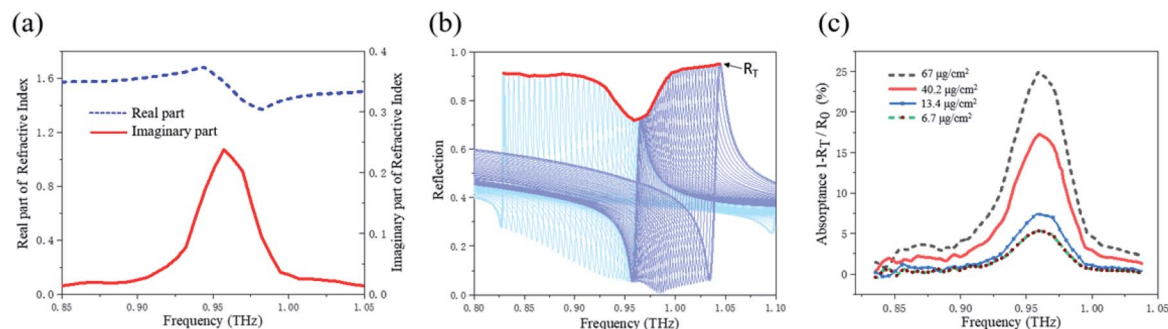 (a)
Real part of Refractive Index
1.6
1.2
0.8
0.4
0.0
Real part
Imaginary part
0.4
0.3
0.2
0.1
0.0
Imaginary part of Refractive Index
0.85 0.90 0.95 1.00 1.05
Frequency (THz)
(b)
Reflection
1.0
0.8
0.6
0.4
0.2
0.0
R_T
0.80 0.85 0.90 0.95 1.00 1.05 1.10
Frequency (THz)
(c)
Absorptance 1-R_T / R_0 (%)
25
20
15
10
5
0
67 μg/cm²
40.2 μg/cm²
13.4 μg/cm²
6.7 μg/cm²
0.85 0.90 0.95 1.00 1.05
Frequency (THz)